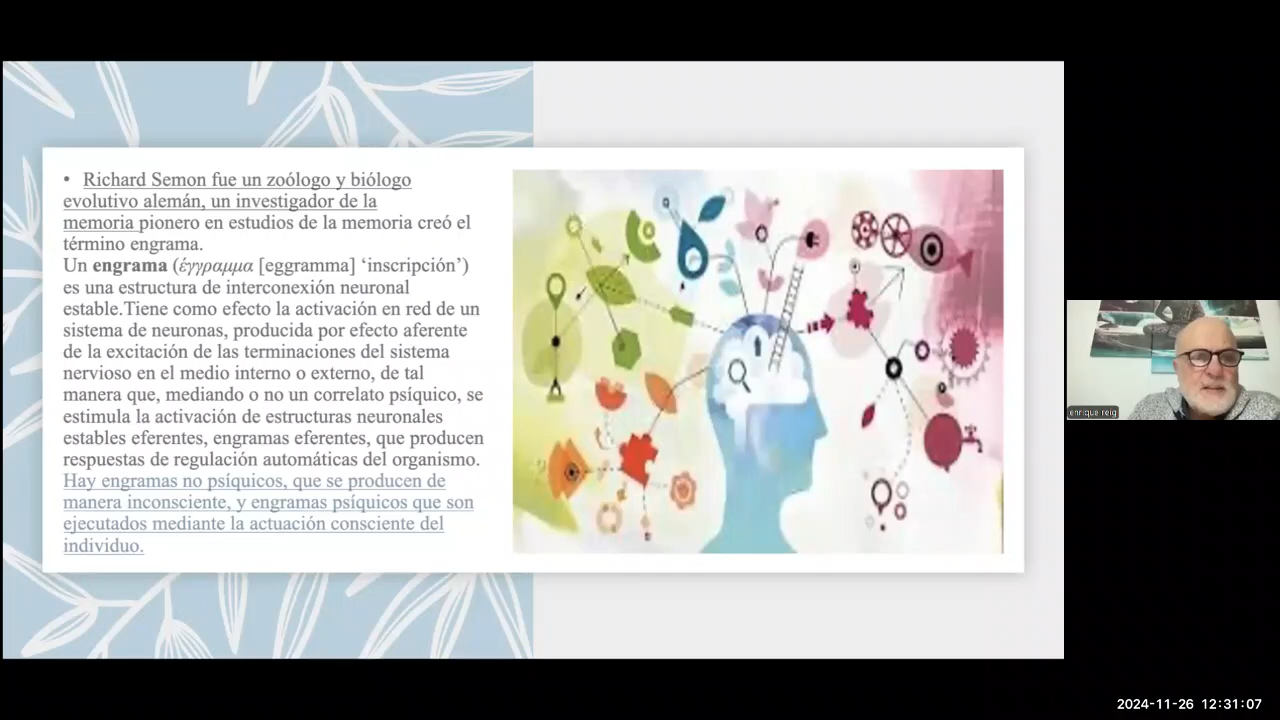 • Richard Semon fue un zoólogo y biólogo
evolutivo alemán, un investigador de la
memoria pionero en estudios de la memoria creó el
término engrama.
Un engrama (έγγραμμα [eggramma] ‘inscripción’)
es una estructura de interconexión neuronal
estable.Tiene como efecto la activación en red de un
sistema de neuronas, producida por efecto aferente
de la excitación de las terminaciones del sistema
nervioso en el medio interno o externo, de tal
manera que, mediando o no un correlato psíquico, se
estimula la activación de estructuras neuronales
estables eferentes, engramas eferentes, que producen
respuestas de regulación automáticas del organismo.
Hay engramas no psíquicos, que se producen de
manera inconsciente, y engramas psíquicos que son
ejecutados mediante la actuación consciente del
individuo.
enrique reig
2024-11-26 12:31:07